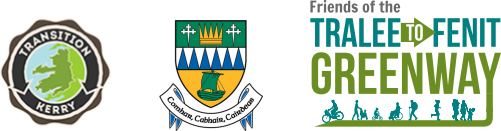 TRANSITION
KERRY
Comhar, Cabhair, Cairdeas
Friends of the
TRALEE TO FENIT
GREENWAY